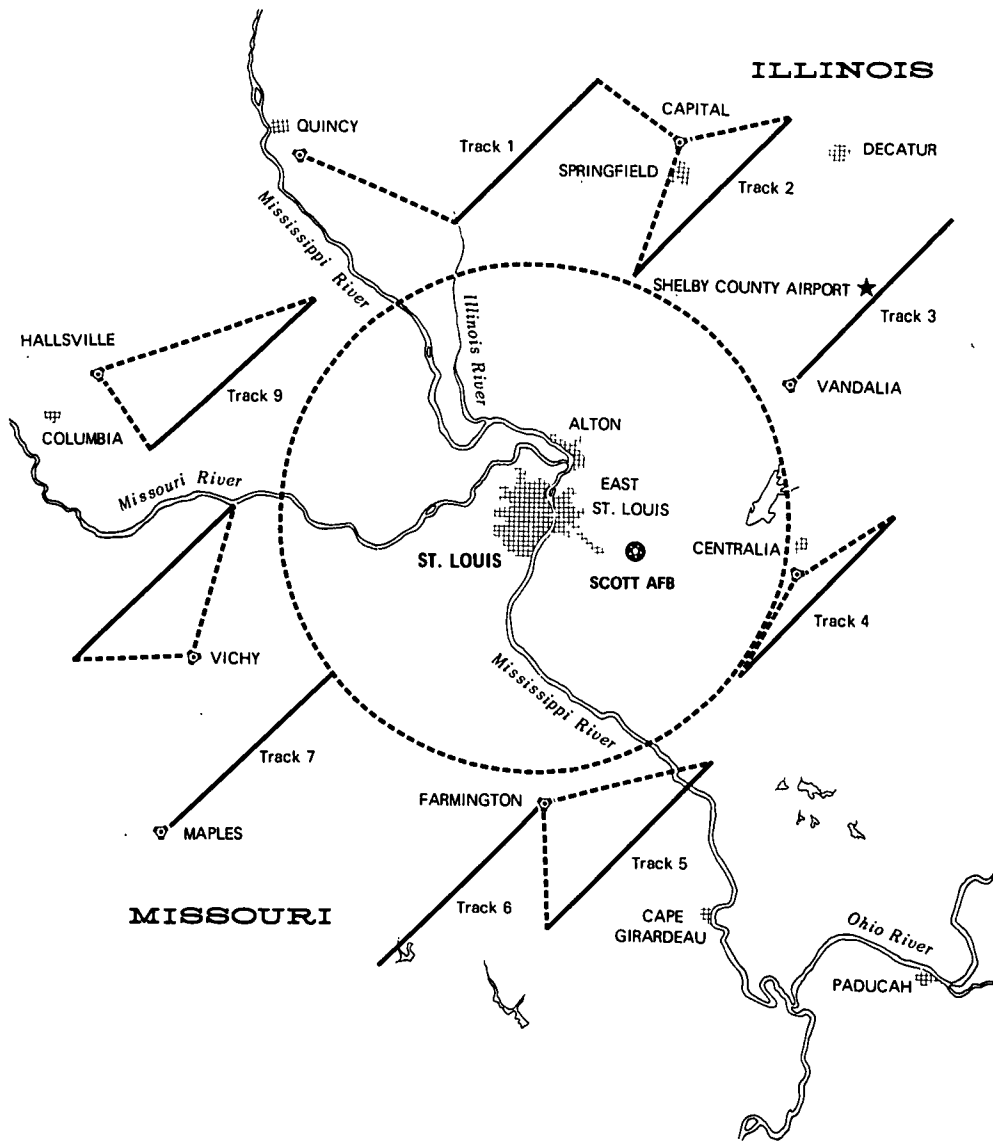 ILLINOIS
CAPITAL
QUINCY
Track 1
DECATUR
SPRINGFIELD
Track 2
Mississippi River
SHELBY COUNTY AIRPORT
Illinois River
Track 3
HALLSVILLE
VANDALIA
Track 9
COLUMBIA
ALTON
Missouri River
EAST
ST. LOUIS
CENTRALIA
ST. LOUIS
SCOTT AFB
Track 4
VICHY
Mississippi River
Track 7
FARMINGTON
MAPLES
Track 5
Track 6
MISSOURI
CAPE
GIRARDEAU
Ohio River
PADUCAH